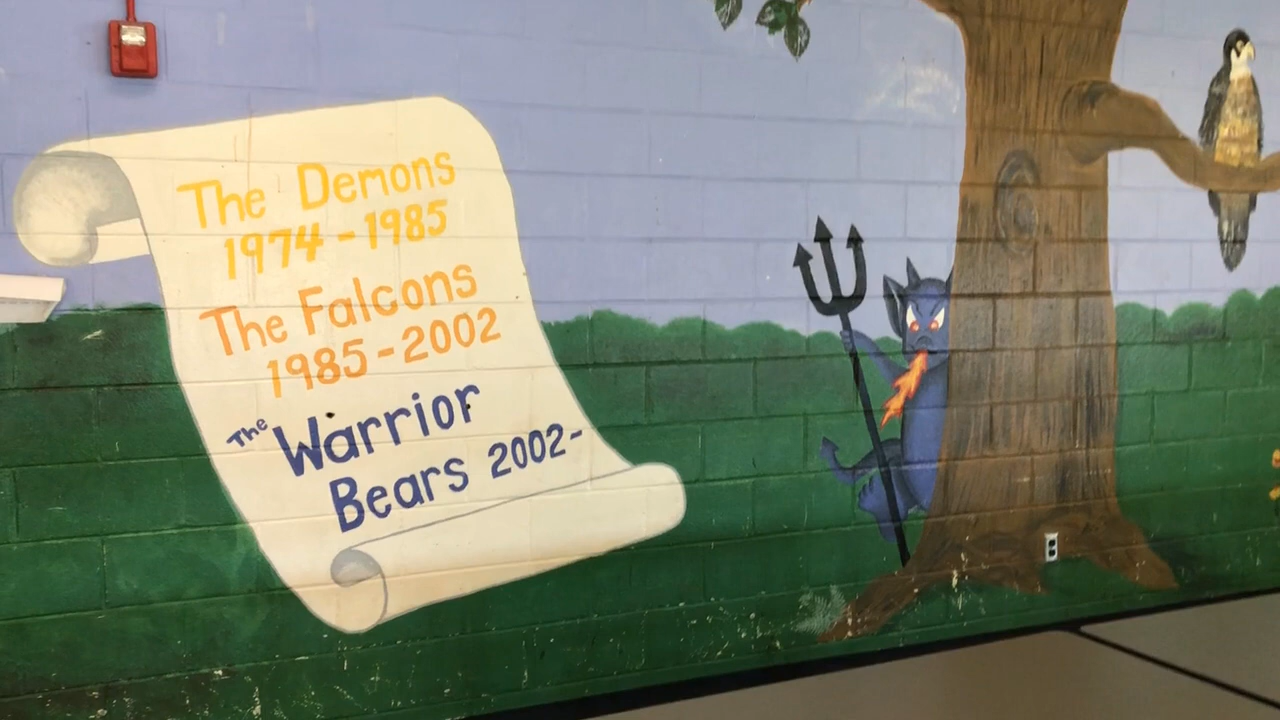 The Demons
1974-1985
The Falcons
1985-2002
The Warrior
Bears 2002-